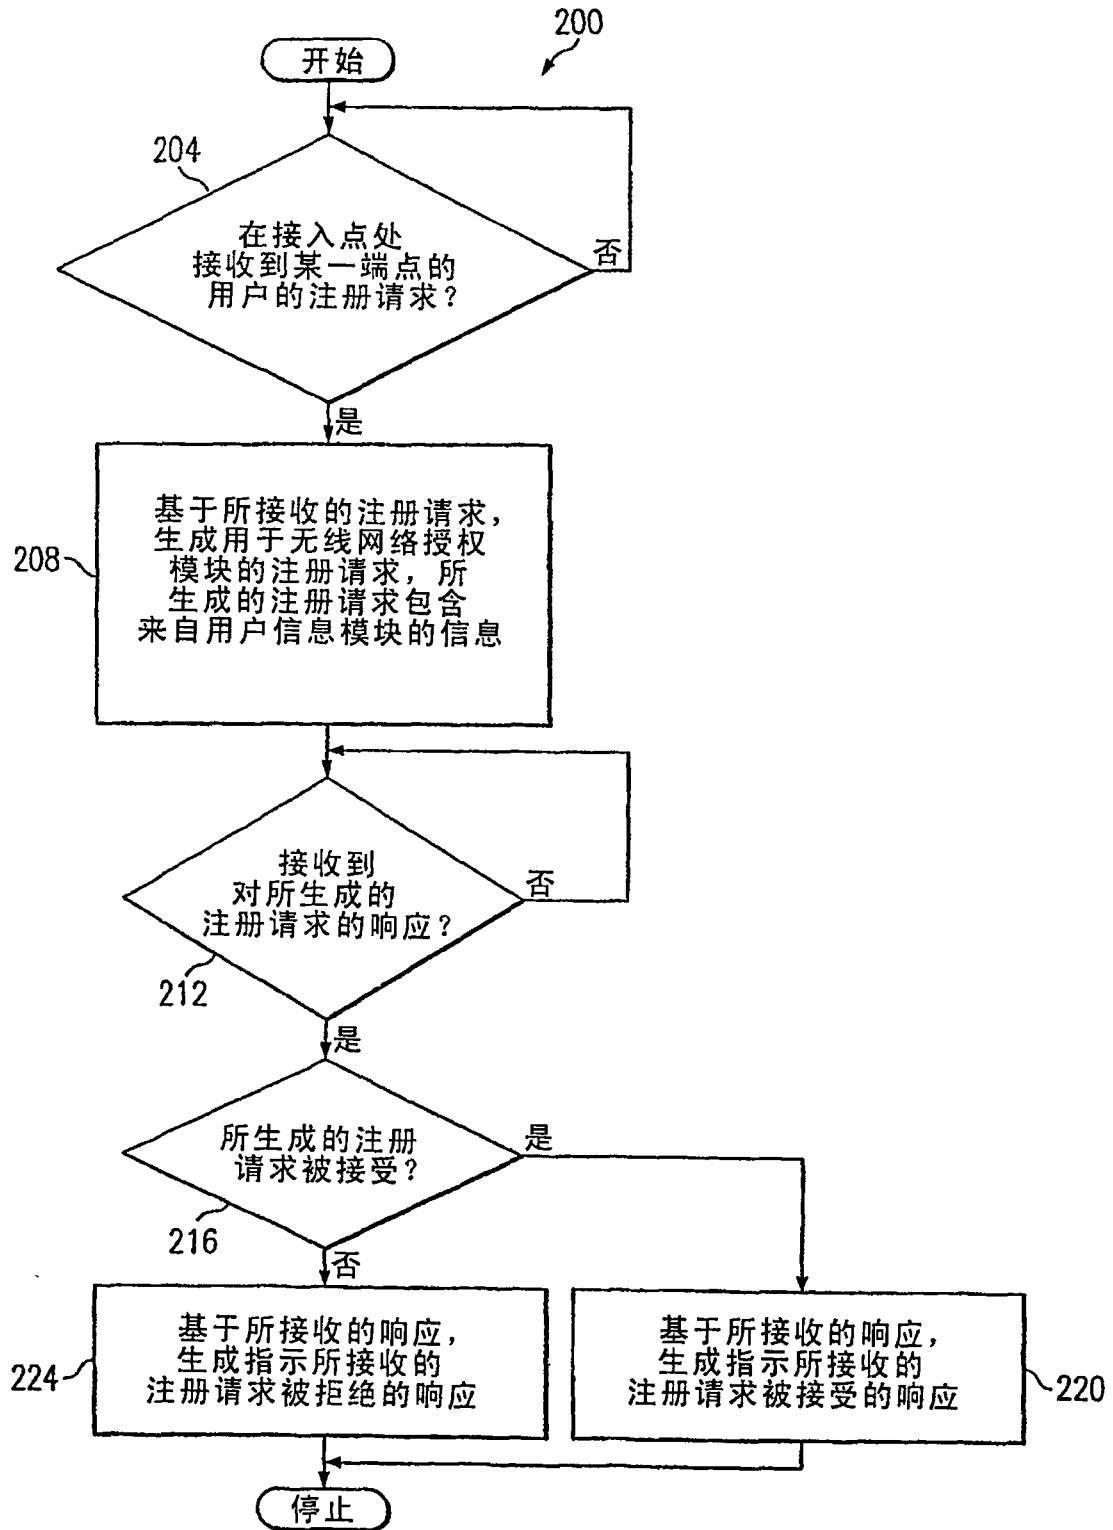 200
开始
204
在接入点处
接收到某一端点的
用户的注册请求？
否
是
208
基于所接收的注册请求，
生成用于无线网络授权
模块的注册请求，所
生成的注册请求包含
来自用户信息模块的信息
接收到
对所生成的
注册请求的响应？
否
212
是
所生成的注册
请求被接受？
是
216
否
224
基于所接收的响应，
生成指示所接收的
注册请求被拒绝的响应
基于所接收的响应，
生成指示所接收的
注册请求被接受的响应
220
停止